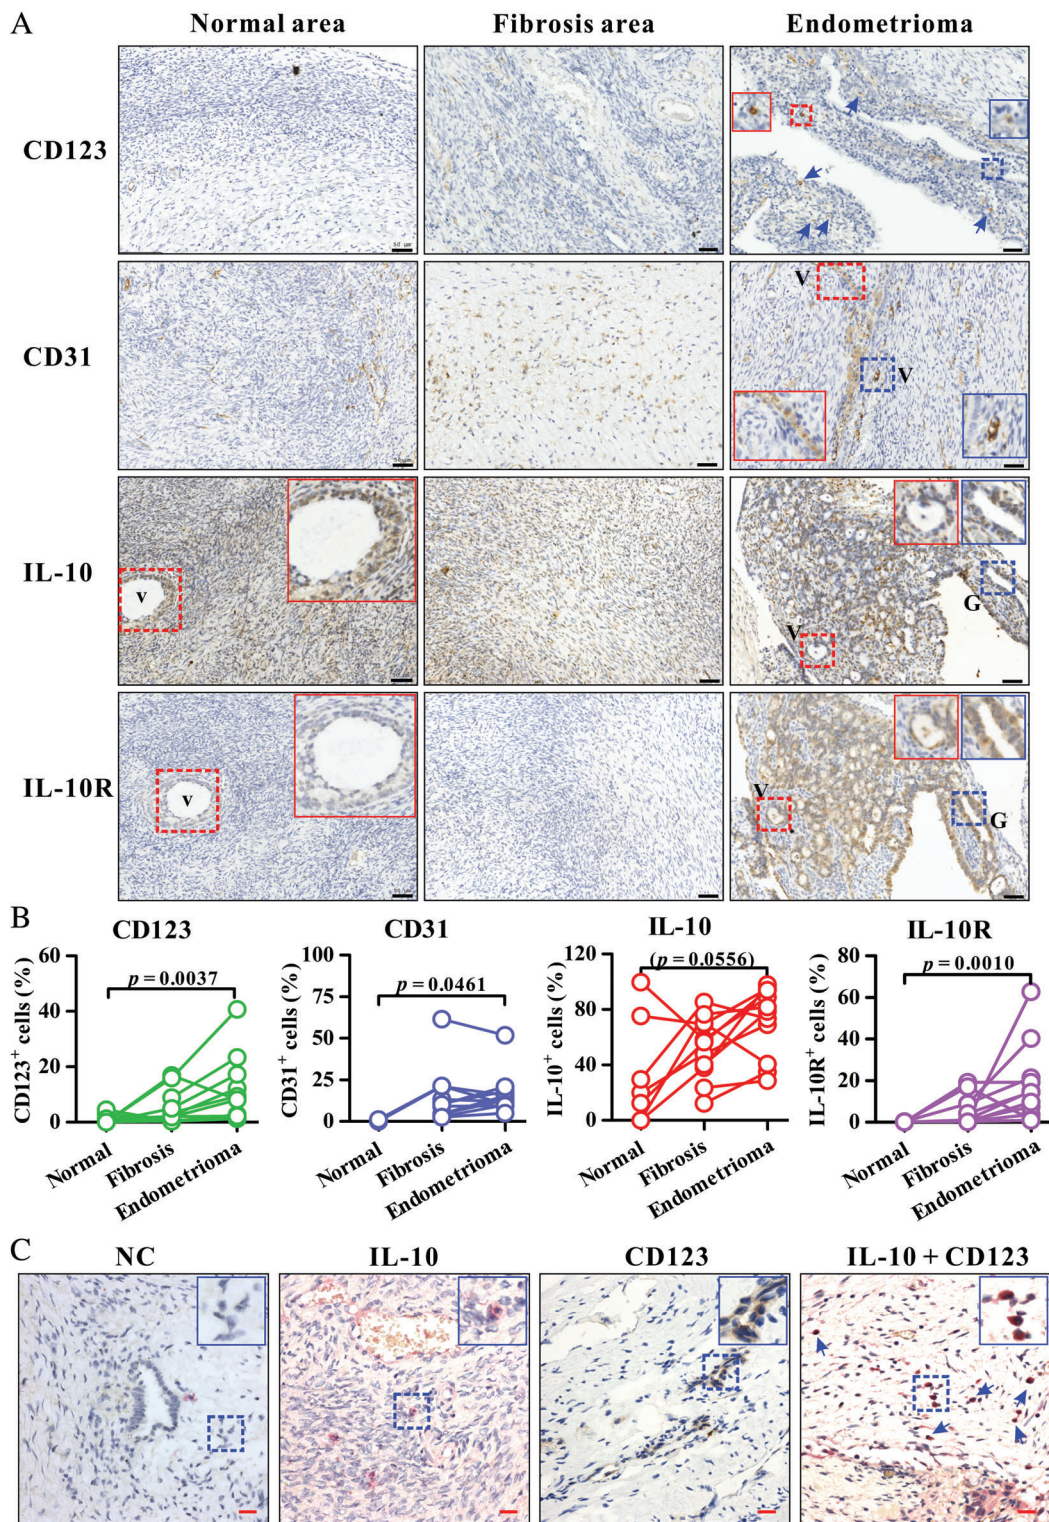 A
Normal area Fibrosis area Endometrioma
CD123
50 μm
CD31
V
V
IL-10
v
V
G
IL-10R
v
V
G
B
CD123 CD31 IL-10 IL-10R
CD123+ cells (%)
60
40
20
0
p = 0.0037
Normal
Fibrosis
Endometrioma
CD31+ cells (%)
100
75
50
25
0
p = 0.0461
Normal
Fibrosis
Endometrioma
IL-10+ cells (%)
120
80
40
0
(p = 0.0556)
Normal
Fibrosis
Endometrioma
IL-10R+ cells (%)
80
60
40
20
0
p = 0.0010
Normal
Fibrosis
Endometrioma
C
NC IL-10 CD123 IL-10 + CD123